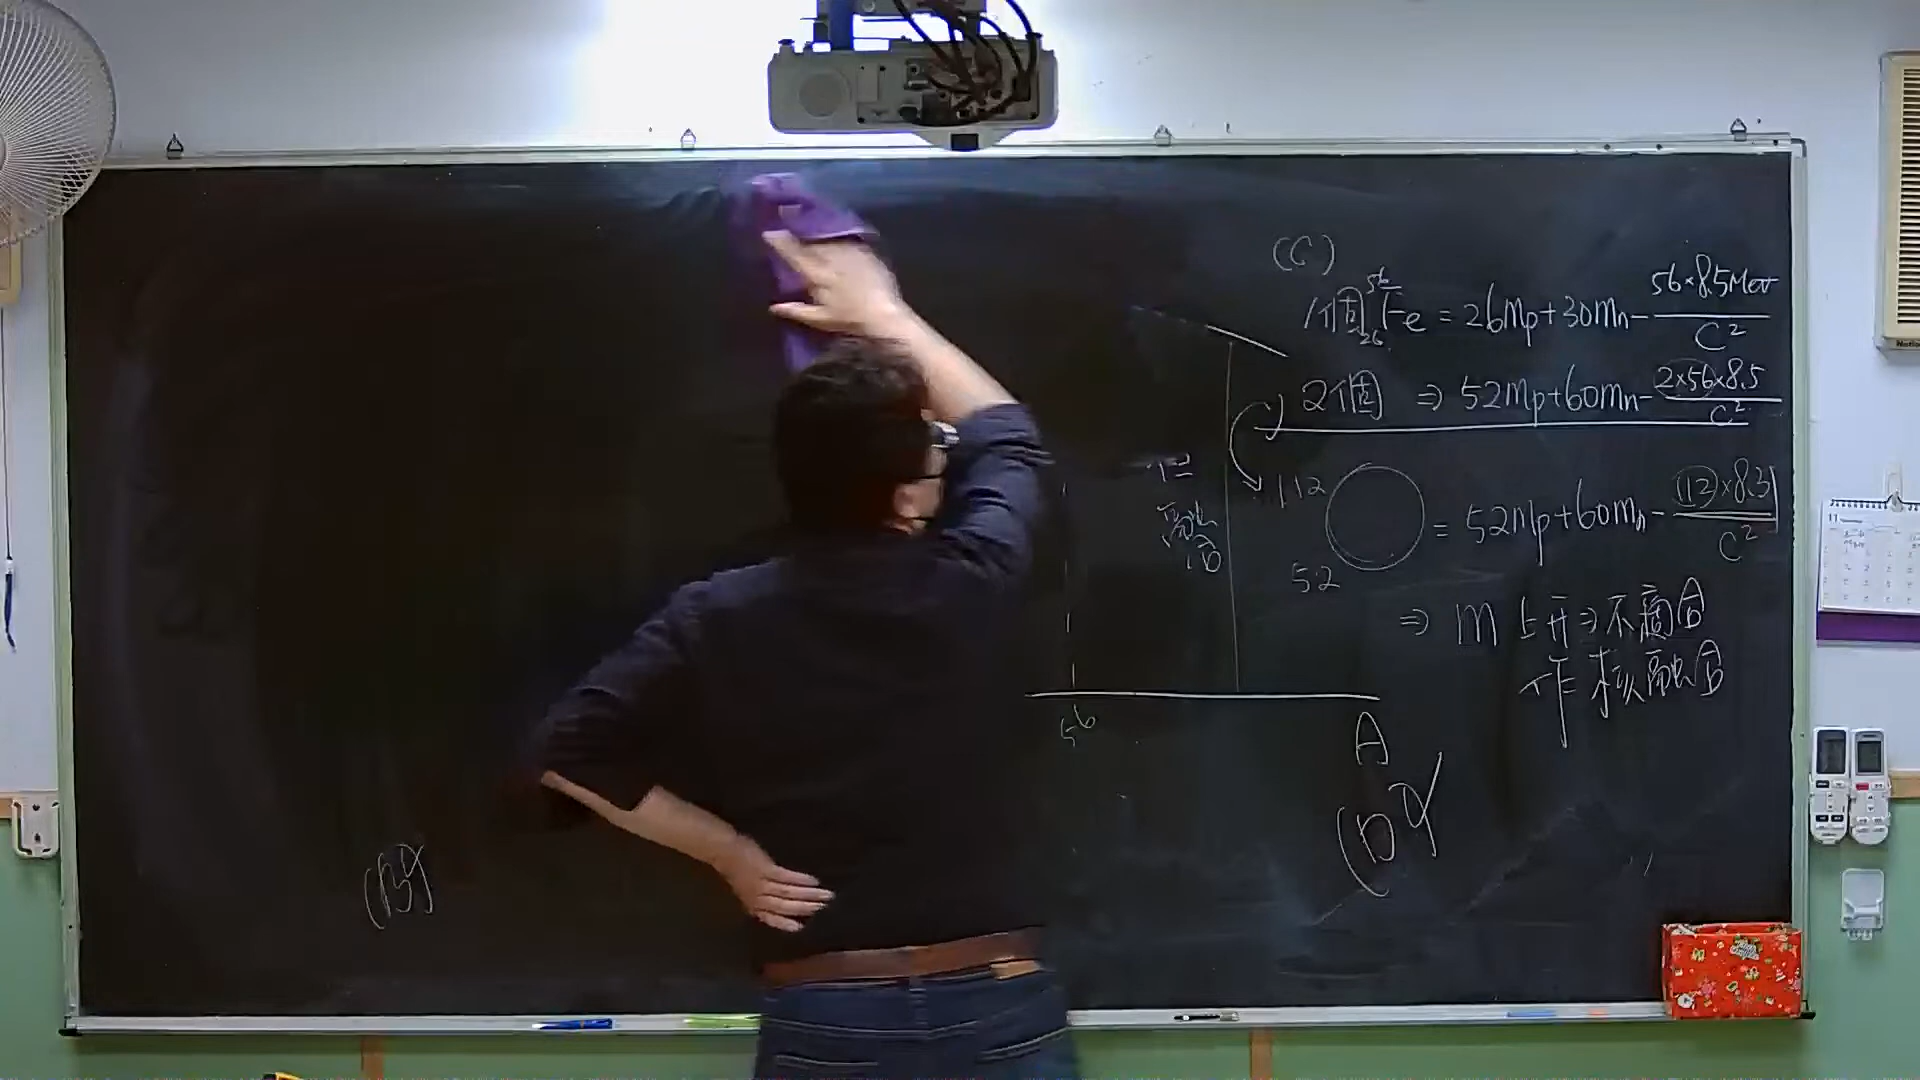 (C)
1個 ⁵⁶₂₆Fe = 26mp+30mn - 56×8.5MeV / C²
2個 ⇒ 52mp+60mn - 2×56×8.5 / C²
112
52 ○ = 52mp+60mn - 112×8.3 / C²
⇒ m 上升 ⇒ 不適合
作核融合
56
A
(B)
(D)